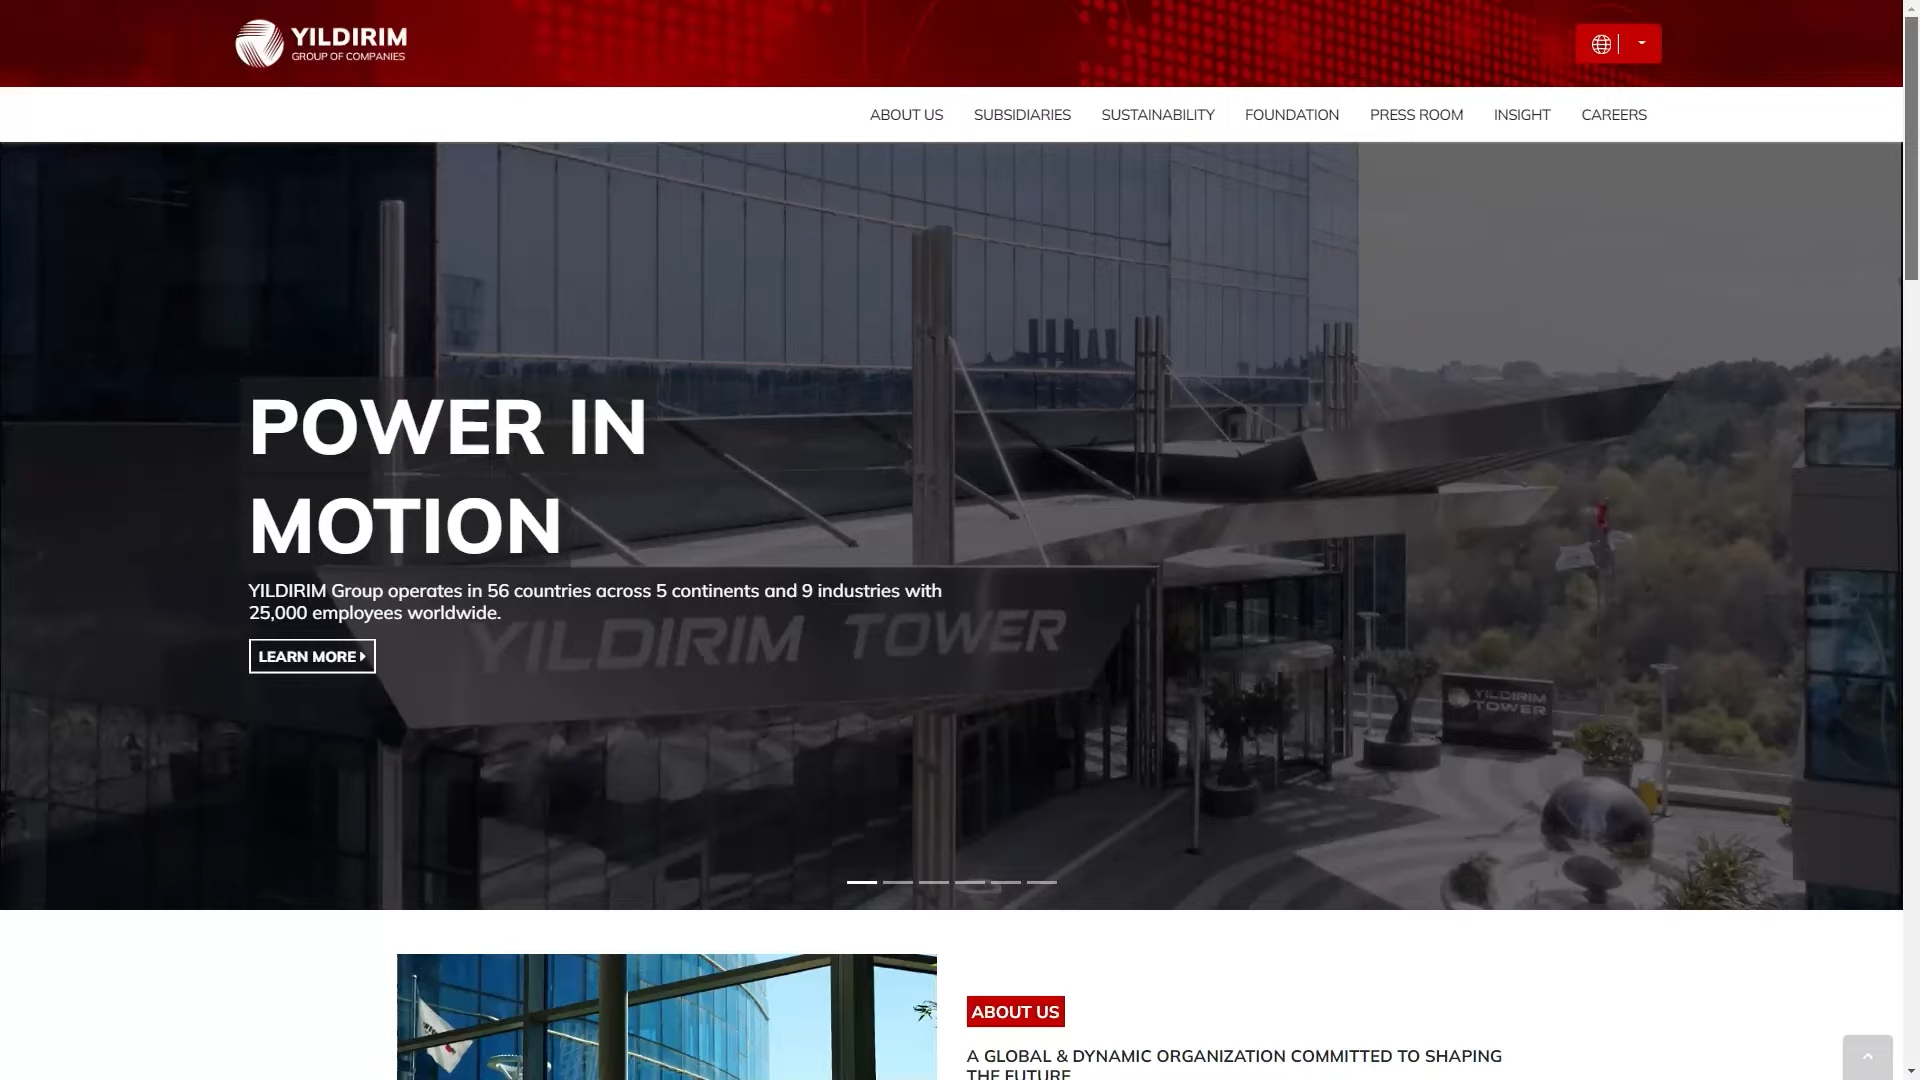 YILDIRIM
GROUP OF COMPANIES
ABOUT US
SUBSIDIARIES
SUSTAINABILITY
FOUNDATION
PRESS ROOM
INSIGHT
CAREERS
POWER IN
MOTION
YILDIRIM Group operates in 56 countries across 5 continents and 9 industries with
25,000 employees worldwide.
LEARN MORE
YILDIRIM TOWER
YILDIRIM
TOWER
ABOUT US
A GLOBAL & DYNAMIC ORGANIZATION COMMITTED TO SHAPING
THE FUTURE